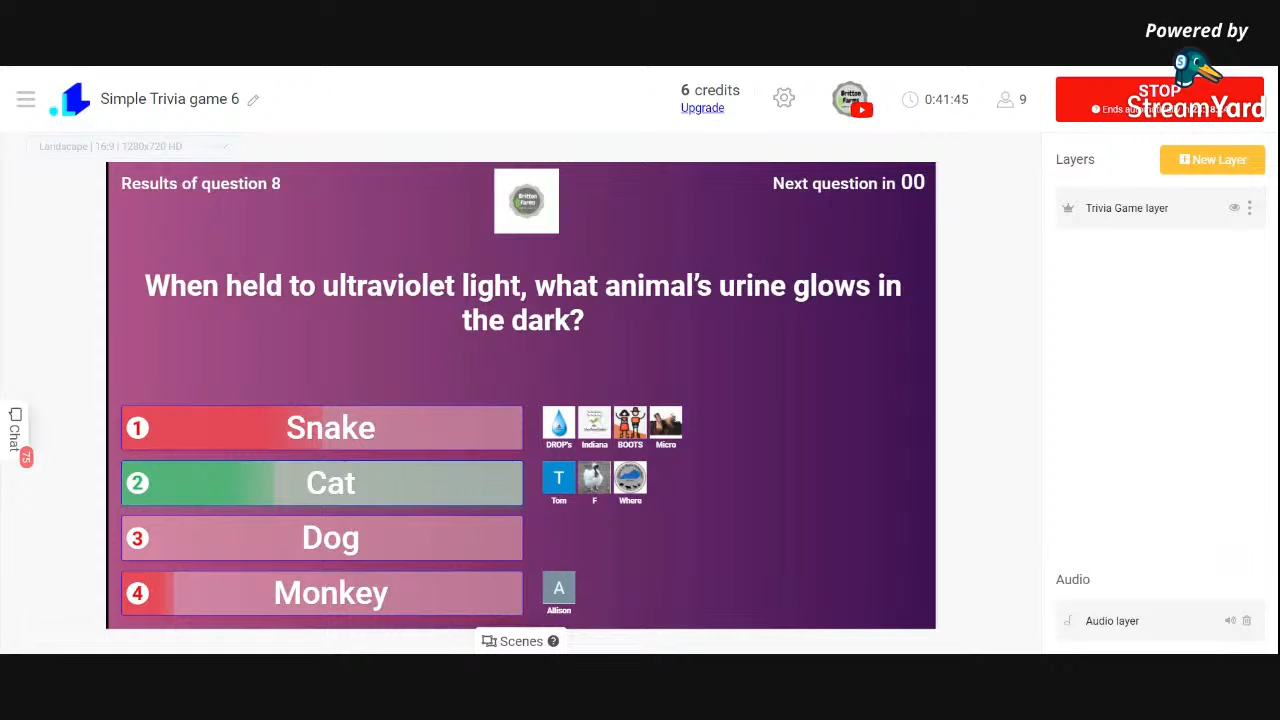 Powered by
StreamYard
Simple Trivia game 6
6 credits
Upgrade
0:41:45
9
STOP
Landscape | 16:9 | 1280x720 HD
Results of question 8
Britton
Farms
Next question in 00
When held to ultraviolet light, what animal's urine glows in
the dark?
1 Snake
DROP's Indiana BOOTS Micro
2 Cat
T
Tom F Where
3 Dog
4 Monkey
A
Allison
Chat
75
Scenes ?
Layers
New Layer
Trivia Game layer
Audio
Audio layer